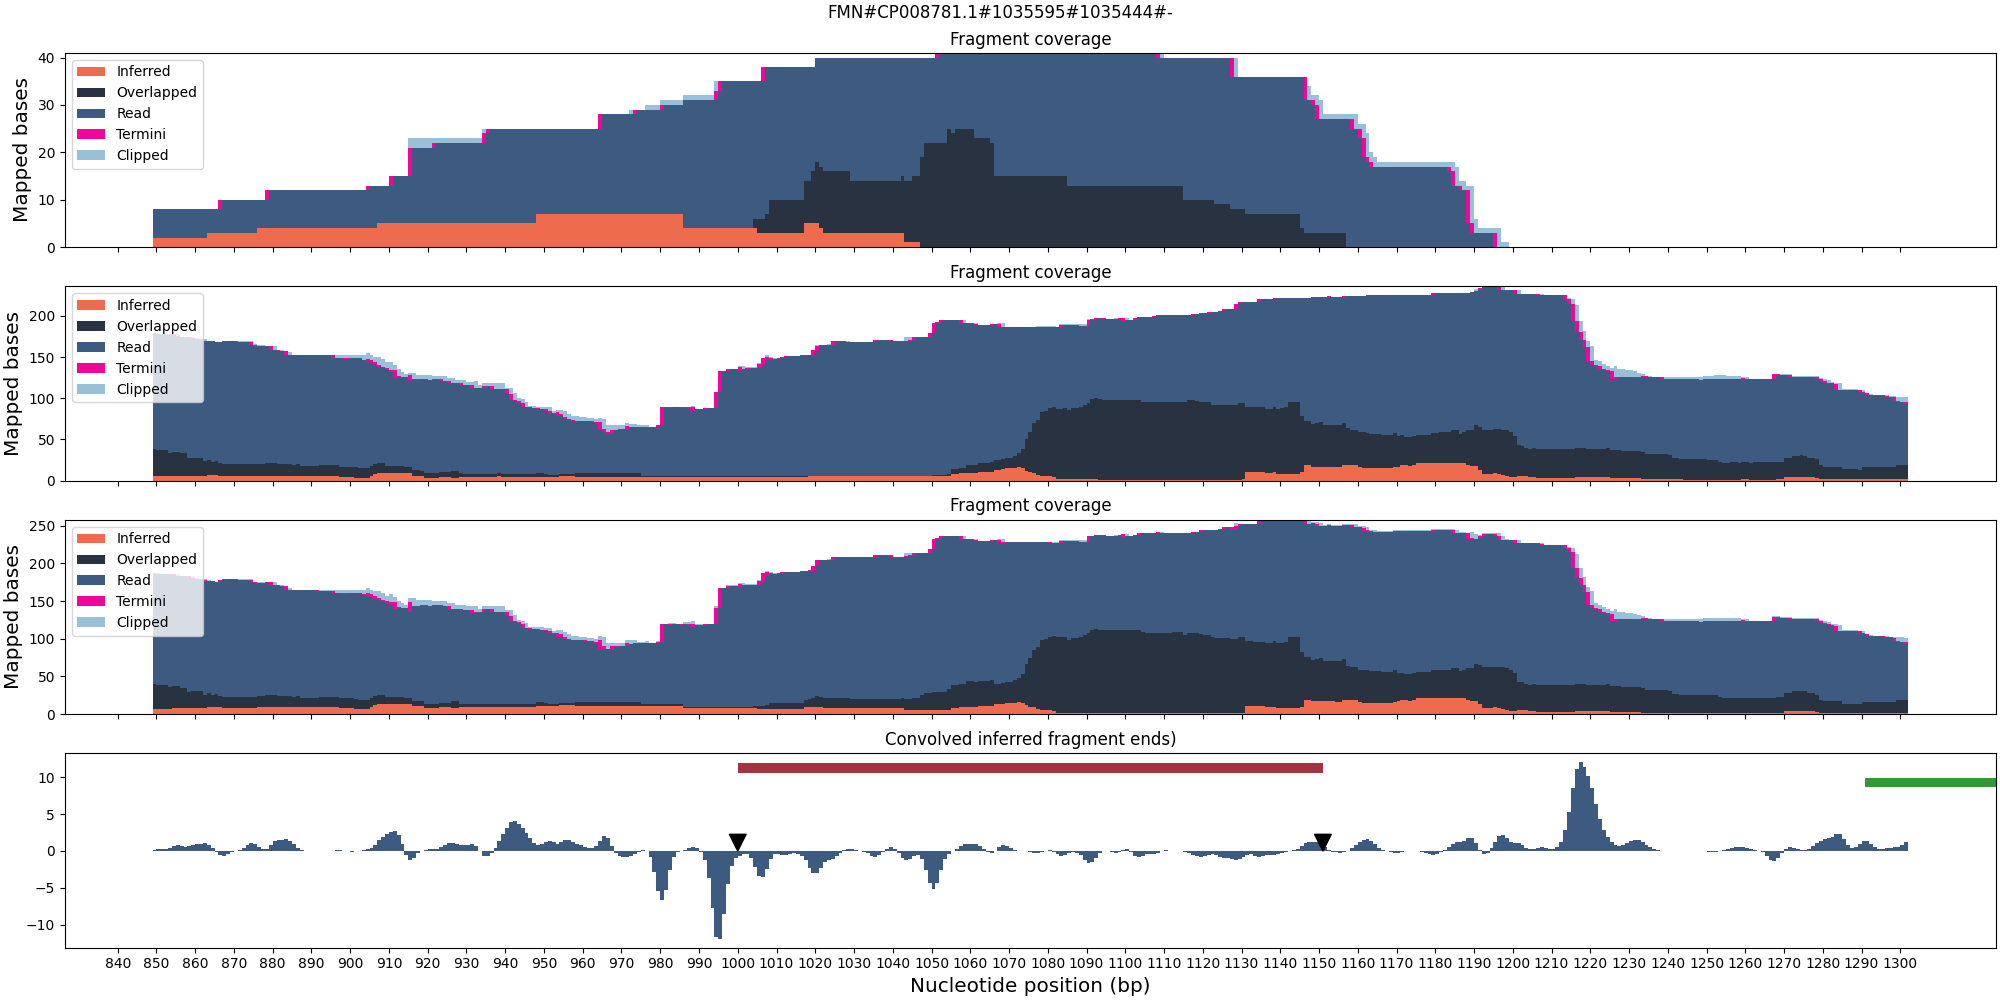 FMN#CP008781.1#1035595#1035444#-
Fragment coverage
Mapped bases
40
30
20
10
0
Inferred
Overlapped
Read
Termini
Clipped
Fragment coverage
Mapped bases
200
150
100
50
0
Inferred
Overlapped
Read
Termini
Clipped
Fragment coverage
Mapped bases
250
200
150
100
50
0
Inferred
Overlapped
Read
Termini
Clipped
Convolved inferred fragment ends)
10
5
0
−5
−10
840 850 860 870 880 890 900 910 920 930 940 950 960 970 980 990 1000 1010 1020 1030 1040 1050 1060 1070 1080 1090 1100 1110 1120 1130 1140 1150 1160 1170 1180 1190 1200 1210 1220 1230 1240 1250 1260 1270 1280 1290 1300
Nucleotide position (bp)